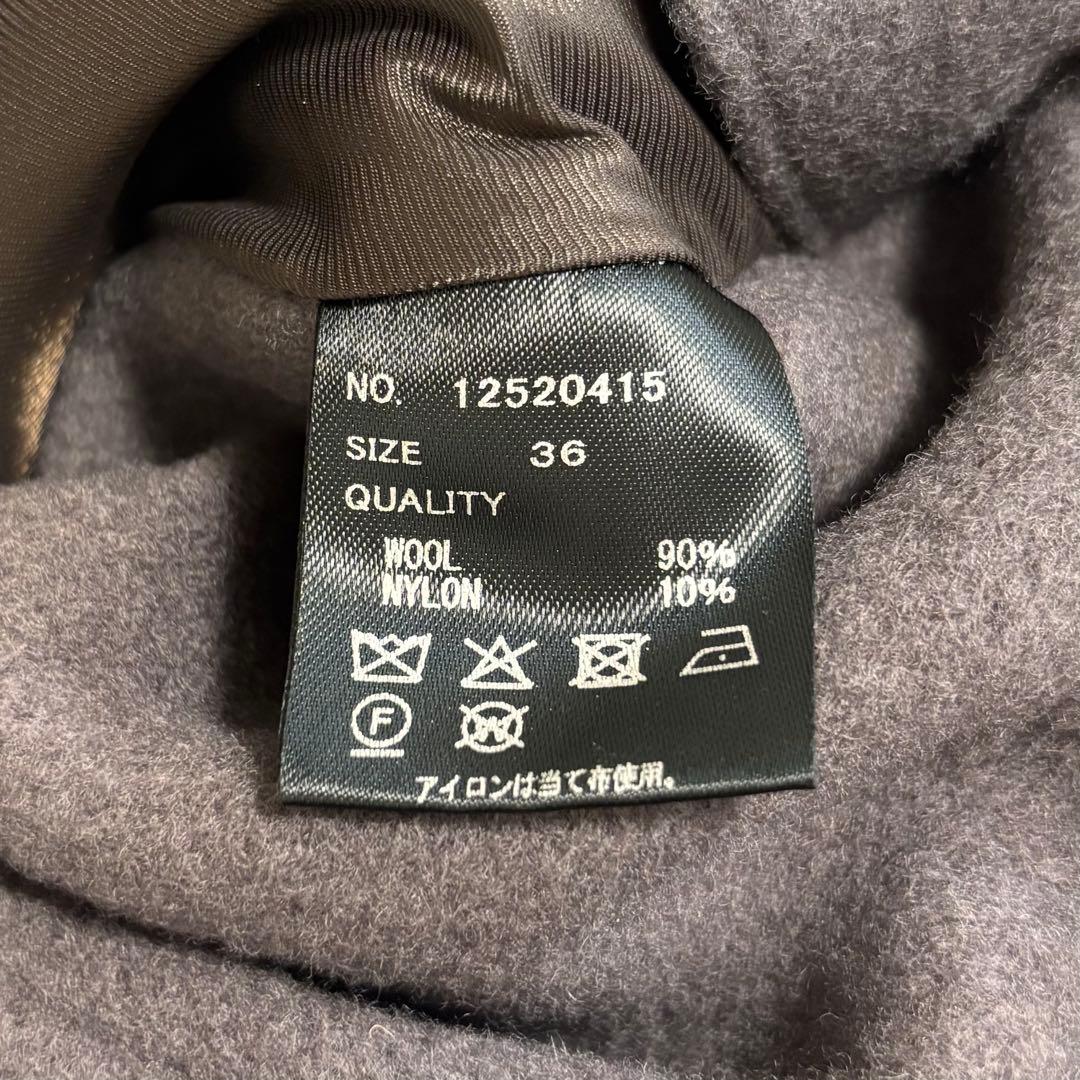 NO. 12520415
SIZE 36
QUALITY
WOOL 90%
NYLON 10%
F
W
アイロンは当て布使用。